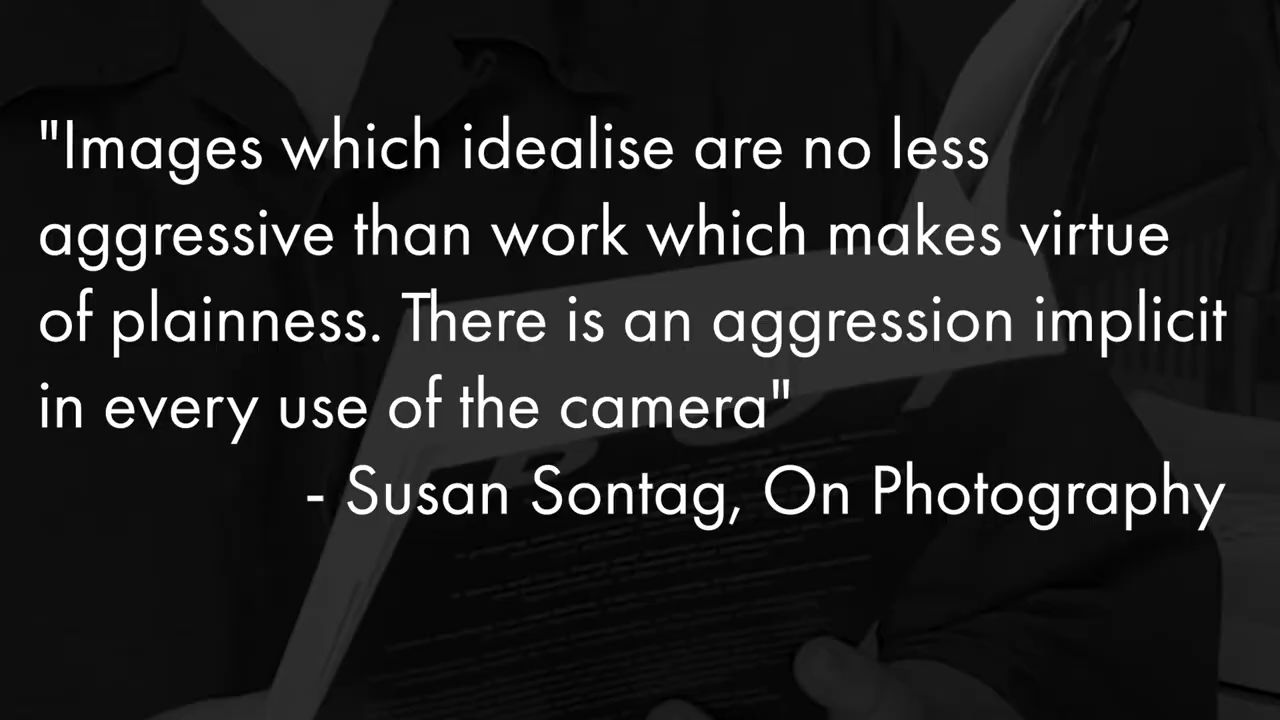 "Images which idealise are no less
aggressive than work which makes virtue
of plainness. There is an aggression implicit
in every use of the camera"
- Susan Sontag, On Photography